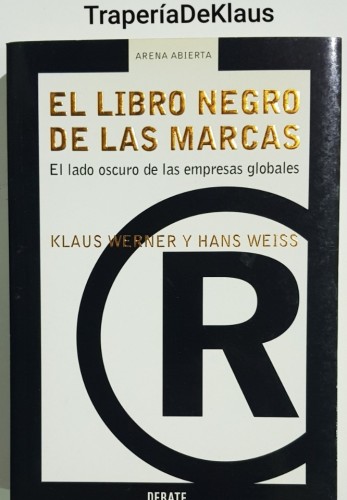 TraperíaDeKlaus
ARENA ABIERTA
EL LIBRO NEGRO
DE LAS MARCAS
El lado oscuro de las empresas globales
KLAUS WERNER Y HANS WEISS
R
DEBATE